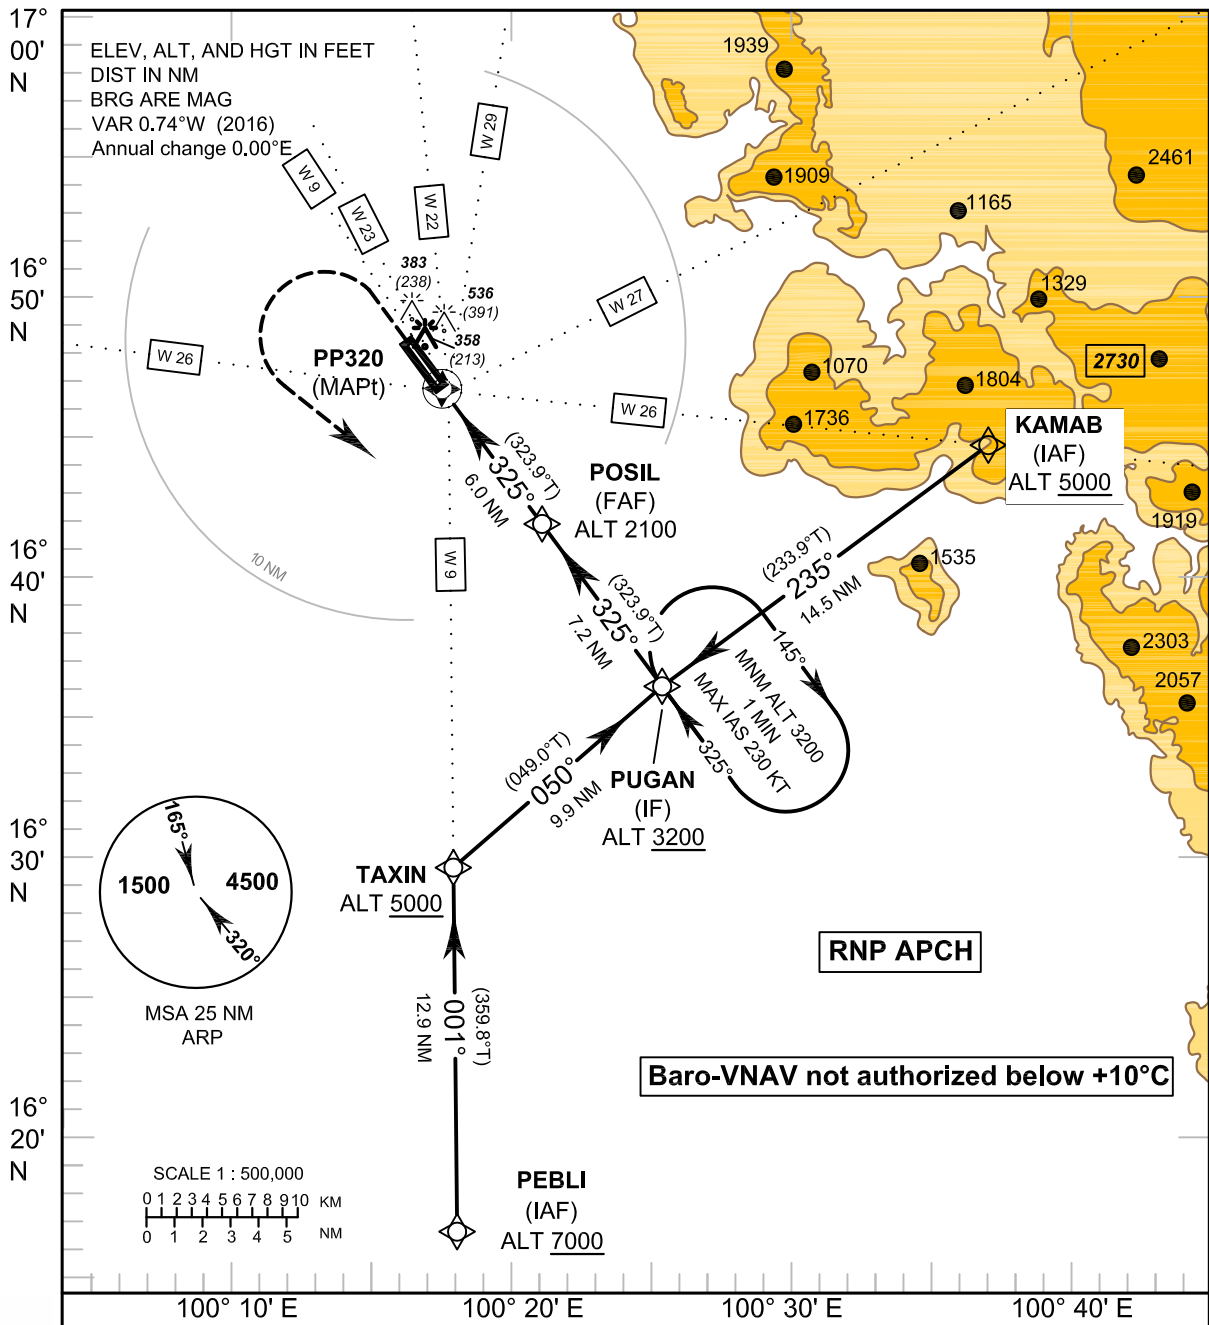 17°
00'
N
ELEV, ALT, AND HGT IN FEET
DIST IN NM
BRG ARE MAG
VAR 0.74°W (2016)
Annual change 0.00°E
1939
W 29
W 9
W 23
W 22
1909
2461
1165
16°
50'
N
383
(238)
536
(391)
358
(213)
W 27
1329
PP320
(MAPt)
W 26
1070
1804
2730
W 26
1736
KAMAB
(IAF)
ALT 5000
1919
(323.9°T)
325°
6.0 NM
POSIL
(FAF)
ALT 2100
16°
40'
N
10 NM
W 9
1535
(233.9°T)
235°
14.5 NM
(323.9°T)
325°
7.2 NM
145°
MNM ALT 3200
1 MIN
MAX IAS 230 KT
325°
2303
2057
(049.0°T)
050°
9.9 NM
PUGAN
(IF)
ALT 3200
16°
30'
N
165°
1500
4500
320°
MSA 25 NM
ARP
TAXIN
ALT 5000
RNP APCH
(359.8°T)
001°
12.9 NM
Baro-VNAV not authorized below +10°C
16°
20'
N
SCALE 1 : 500,000
0 1 2 3 4 5 6 7 8 9 10 KM
0 1 2 3 4 5 NM
PEBLI
(IAF)
ALT 7000
100° 10' E
100° 20' E
100° 30' E
100° 40' E